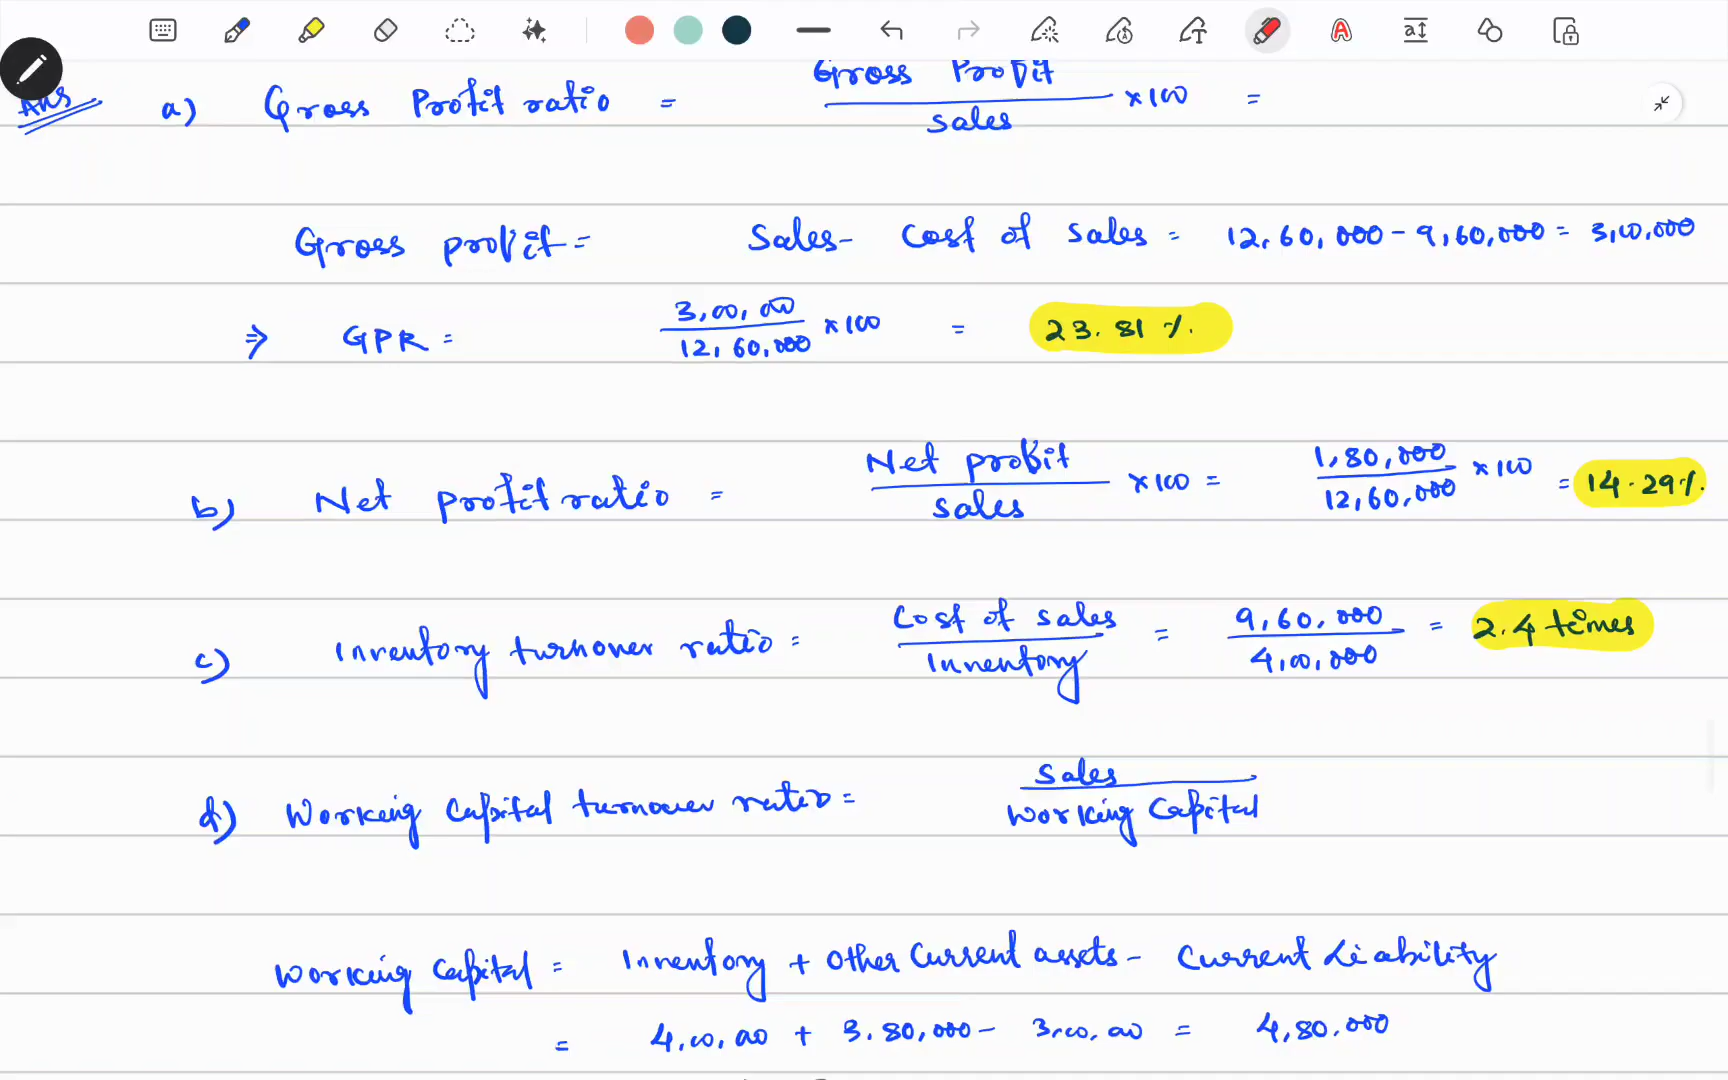 Ans a) Gross Profit ratio = Gross Profit / Sales ×100 =
Gross profit = Sales - Cost of Sales = 12,60,000 - 9,60,000 = 3,00,000
⇒ GPR = 3,00,000 / 12,60,000 ×100 = 23.81 %
b) Net profit ratio = Net profit / Sales ×100 = 1,80,000 / 12,60,000 ×100 = 14.29%
c) Inventory turnover ratio = Cost of sales / Inventory = 9,60,000 / 4,00,000 = 2.4 times
d) Working Capital turnover ratio = Sales / Working Capital
Working Capital = Inventory + Other Current assets - Current Liability
= 4,00,000 + 3,80,000 - 3,00,000 = 4,80,000